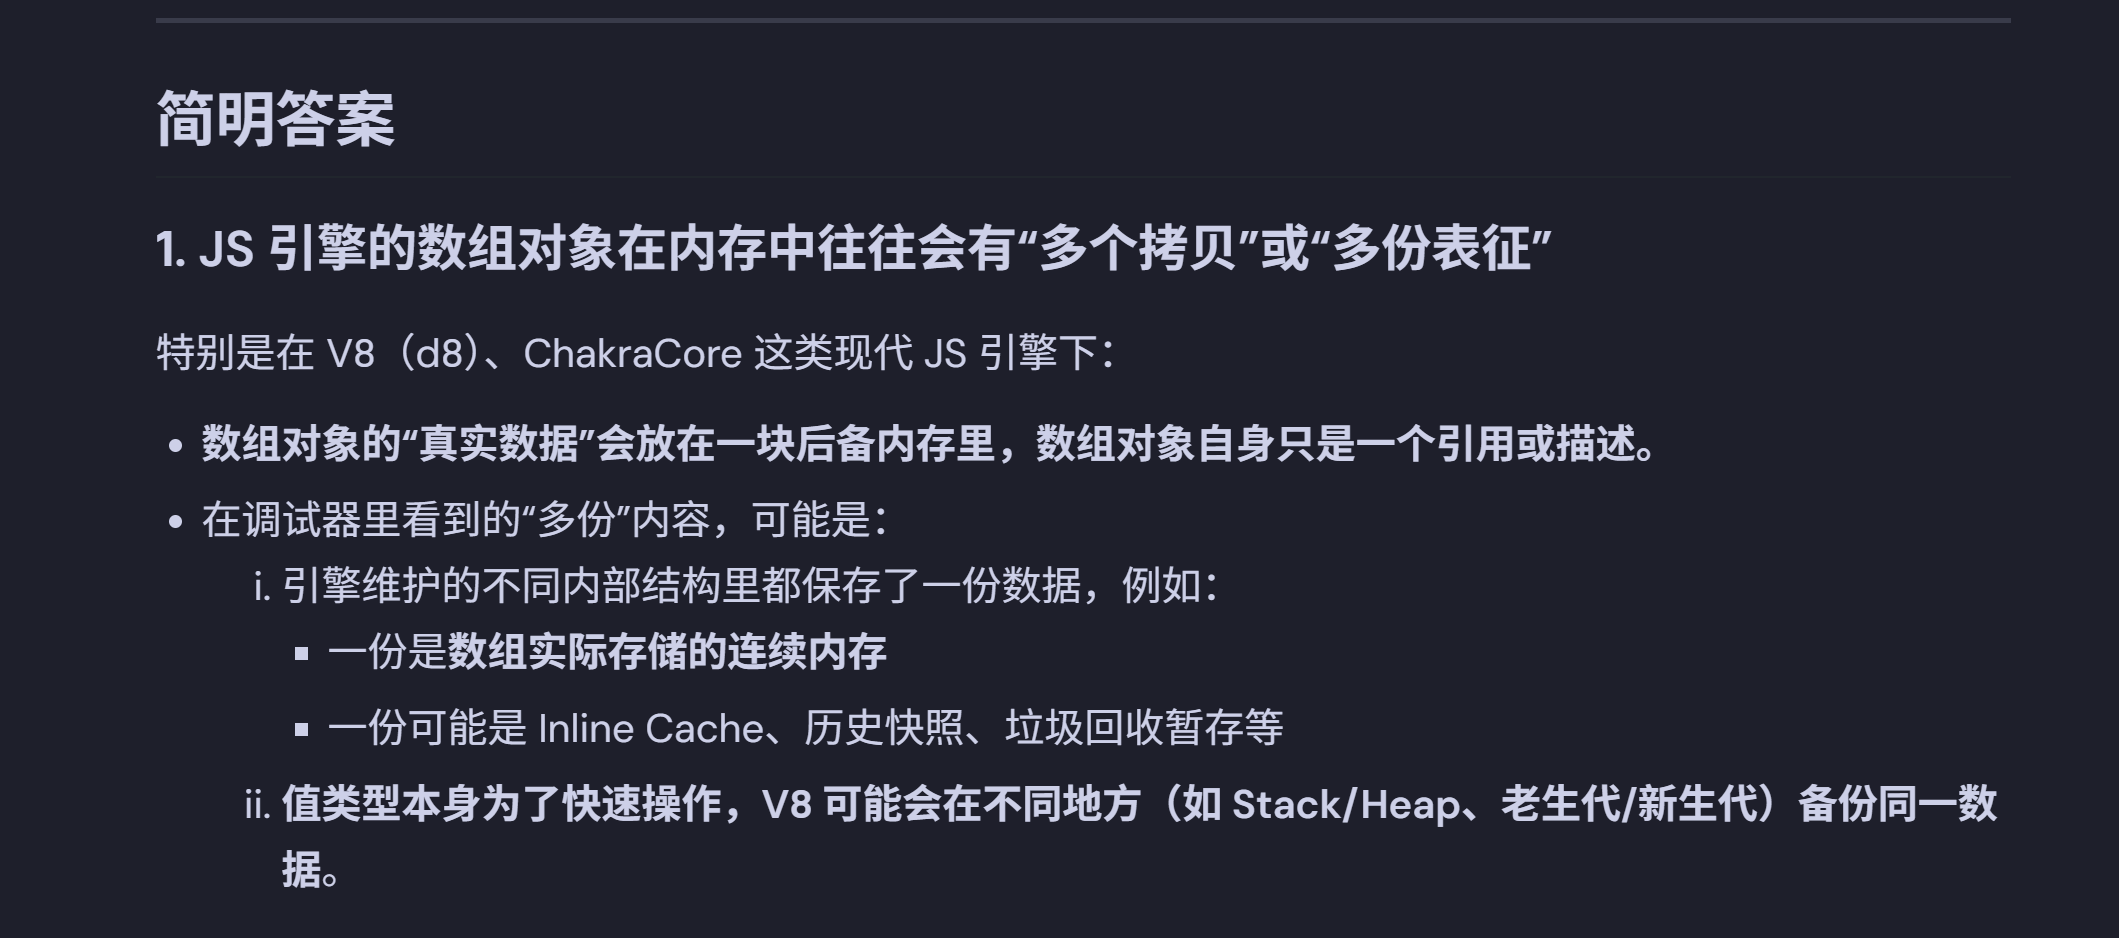 简明答案
1. JS 引擎的数组对象在内存中往往会有“多个拷贝”或“多份表征”
特别是在 V8（d8）、ChakraCore 这类现代 JS 引擎下：
• 数组对象的“真实数据”会放在一块后备内存里，数组对象自身只是一个引用或描述。
• 在调试器里看到的“多份”内容，可能是：
i. 引擎维护的不同内部结构里都保存了一份数据，例如：
▪ 一份是数组实际存储的连续内存
▪ 一份可能是 Inline Cache、历史快照、垃圾回收暂存等
ii. 值类型本身为了快速操作，V8 可能会在不同地方（如 Stack/Heap、老生代/新生代）备份同一数
据。